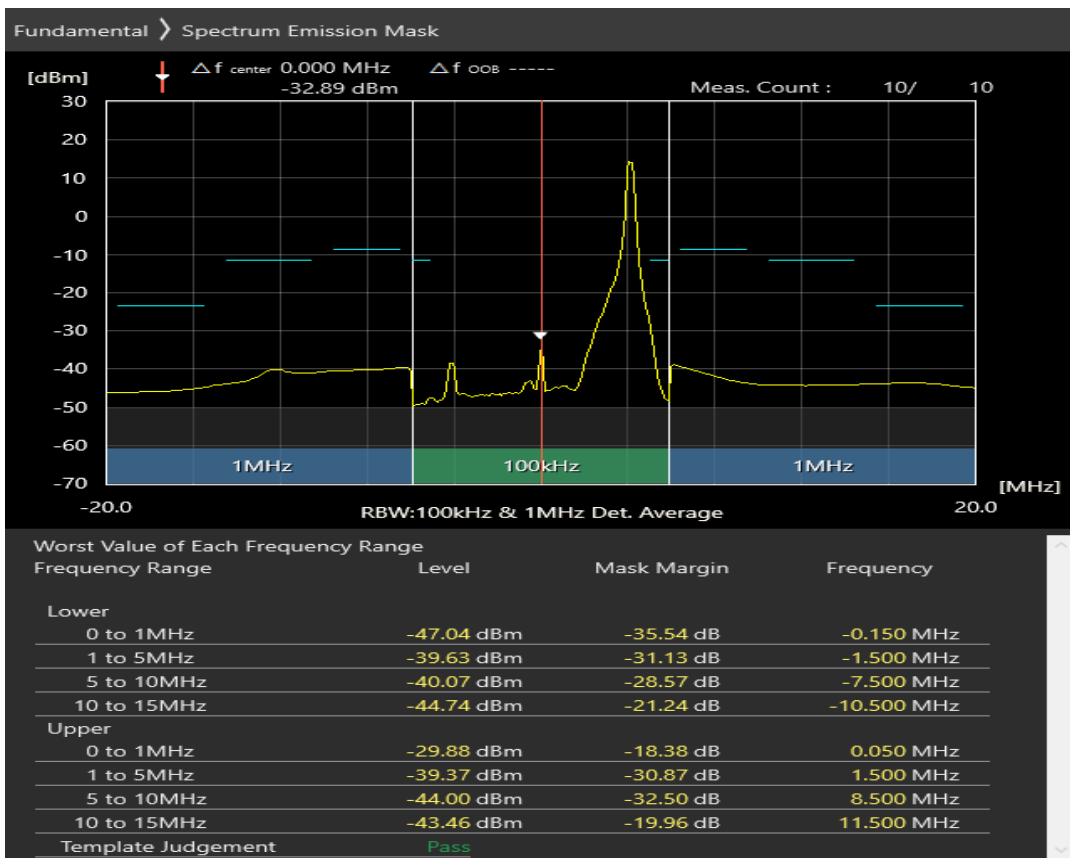 Fundamental ❯ Spectrum Emission Mask
[dBm] △f center 0.000 MHz △f OOB -----
-32.89 dBm Meas. Count : 10/ 10
30
20
10
0
-10
-20
-30
-40
-50
-60
1MHz 100kHz 1MHz
-70 [MHz]
-20.0 RBW:100kHz & 1MHz Det. Average 20.0
Worst Value of Each Frequency Range
Frequency Range Level Mask Margin Frequency
Lower
0 to 1MHz -47.04 dBm -35.54 dB -0.150 MHz
1 to 5MHz -39.63 dBm -31.13 dB -1.500 MHz
5 to 10MHz -40.07 dBm -28.57 dB -7.500 MHz
10 to 15MHz -44.74 dBm -21.24 dB -10.500 MHz
Upper
0 to 1MHz -29.88 dBm -18.38 dB 0.050 MHz
1 to 5MHz -39.37 dBm -30.87 dB 1.500 MHz
5 to 10MHz -44.00 dBm -32.50 dB 8.500 MHz
10 to 15MHz -43.46 dBm -19.96 dB 11.500 MHz
Template Judgement Pass